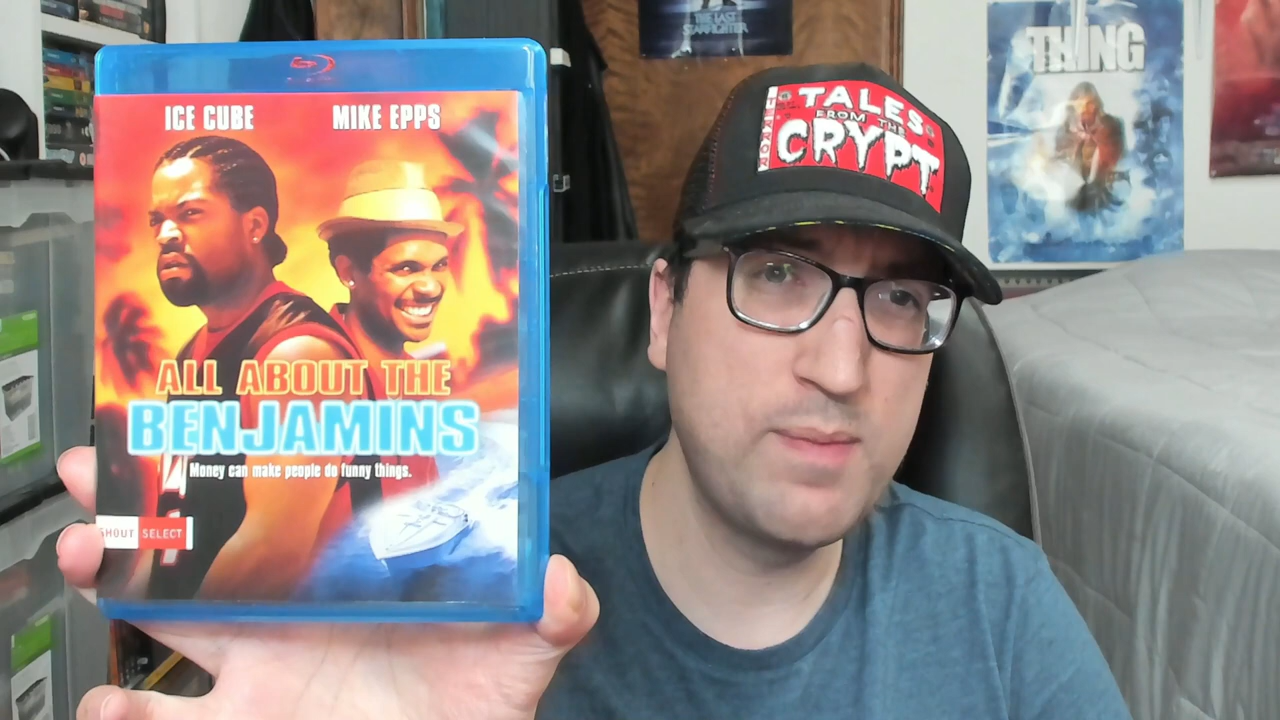 ICE CUBE MIKE EPPS
ALL ABOUT THE
BENJAMINS
Money can make people do funny things.
SHOUT SELECT
TALES
FROM THE
CRYPT
THE LAST
STARFIGHTER
THE THING